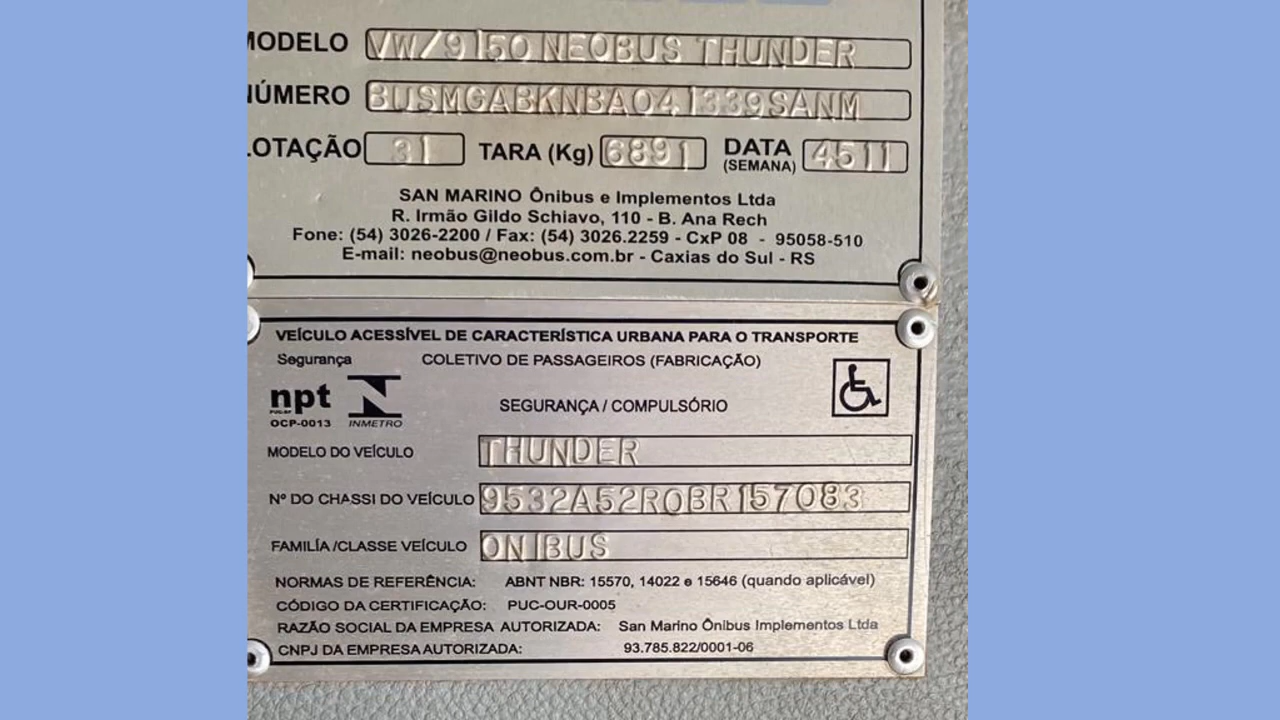 MODELO VW/9150 NEOBUS THUNDER
NÚMERO BUSMGABKNBA041339SANM
LOTAÇÃO 31 TARA (Kg) 6891 DATA (SEMANA) 4511
SAN MARINO Ônibus e Implementos Ltda
R. Irmão Gildo Schiavo, 110 - B. Ana Rech
Fone: (54) 3026-2200 / Fax: (54) 3026.2259 - CxP 08 - 95058-510
E-mail: neobus@neobus.com.br - Caxias do Sul - RS
VEÍCULO ACESSÍVEL DE CARACTERÍSTICA URBANA PARA O TRANSPORTE
Segurança COLETIVO DE PASSAGEIROS (FABRICAÇÃO)
npt
PUC-SP
OCP-0013 INMETRO
SEGURANÇA / COMPULSÓRIO
MODELO DO VEÍCULO THUNDER
Nº DO CHASSI DO VEÍCULO 9532A52R0BR157083
FAMILÍA /CLASSE VEÍCULO ONIBUS
NORMAS DE REFERÊNCIA: ABNT NBR: 15570, 14022 e 15646 (quando aplicável)
CÓDIGO DA CERTIFICAÇÃO: PUC-OUR-0005
RAZÃO SOCIAL DA EMPRESA AUTORIZADA: San Marino Ônibus Implementos Ltda
CNPJ DA EMPRESA AUTORIZADA: 93.785.822/0001-06